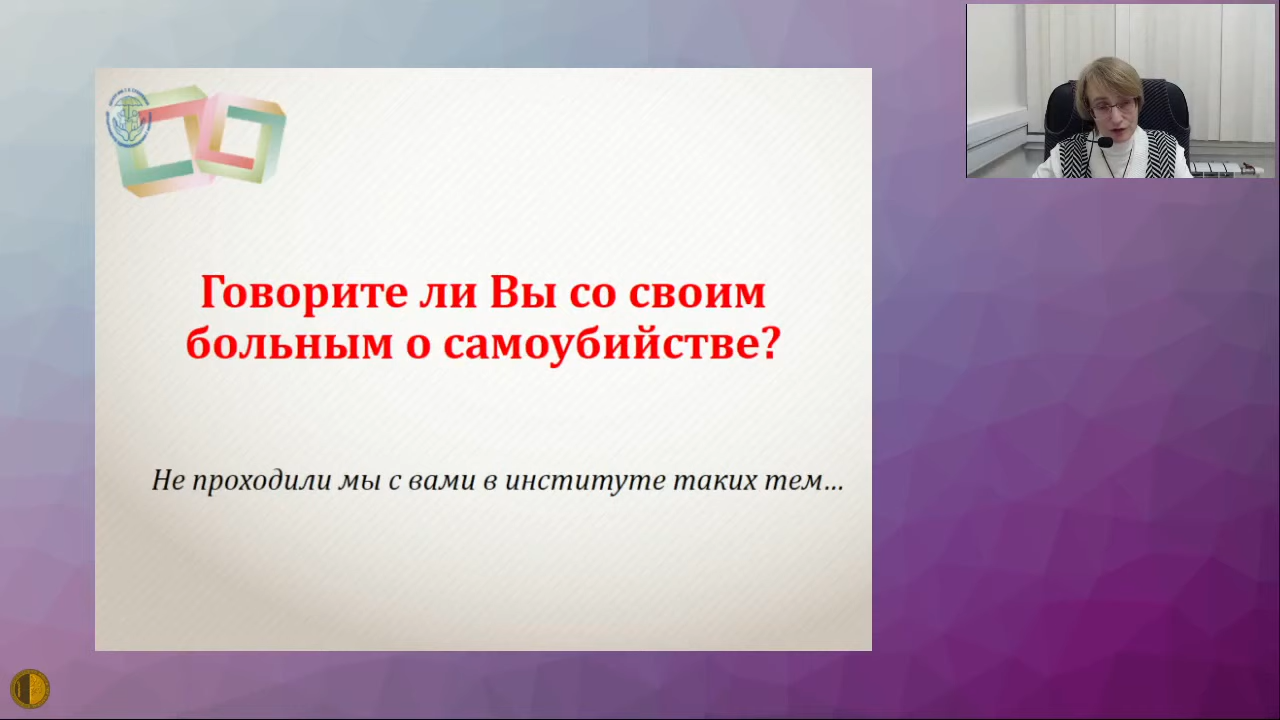 Говорите ли Вы со своим
больным о самоубийстве?
Не проходили мы с вами в институте таких тем...